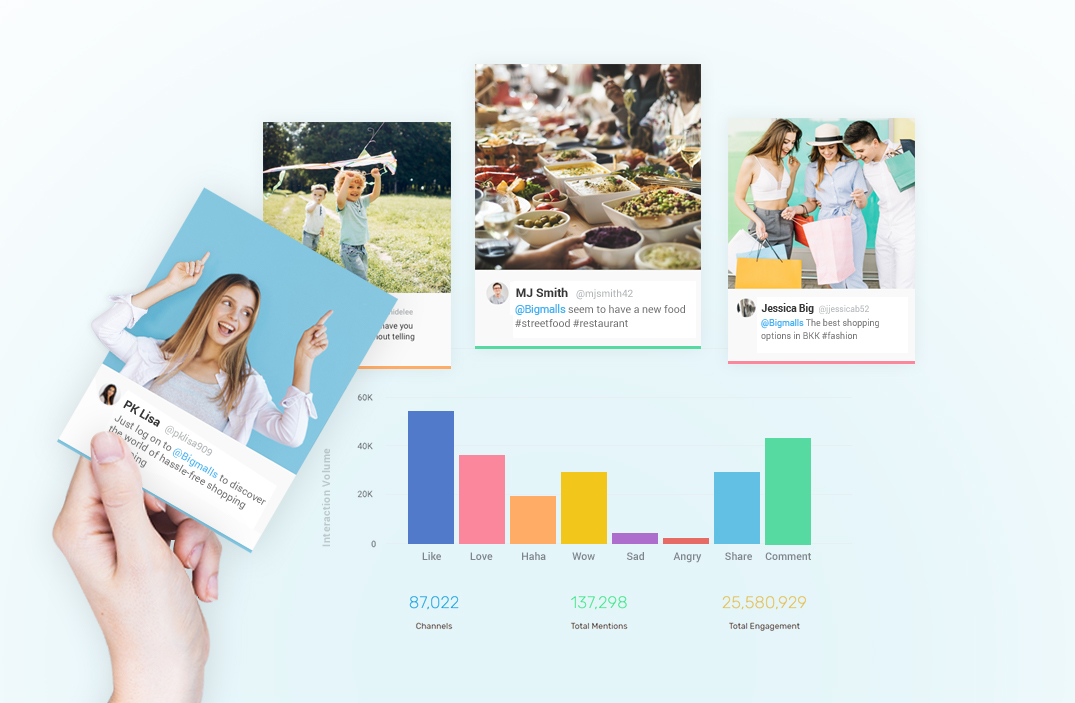 MJ Smith @mjsmith42
@Bigmalls seem to have a new food
#streetfood #restaurant
Jessica Big @jjessicab52
@Bigmalls The best shopping
options in BKK #fashion
have you
out telling
PK Lisa @pklisa909
Just log on to @Bigmalls to discover
the world of hassle-free shopping
60K
40K
20K
0
Interaction Volume
Like Love Haha Wow Sad Angry Share Comment
87,022 137,298 25,580,929
Channels Total Mentions Total Engagement